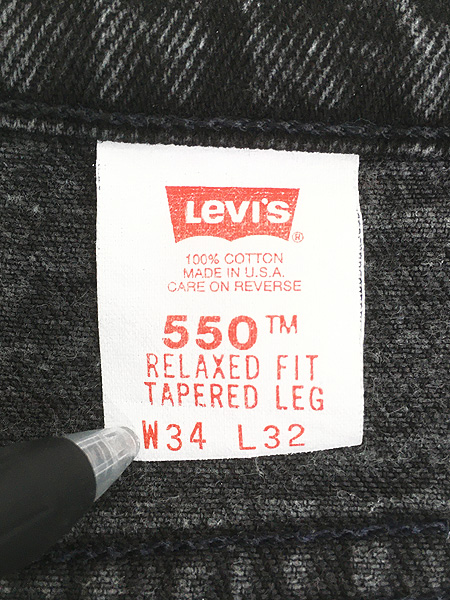 Levi's ®
100% COTTON
MADE IN U.S.A.
CARE ON REVERSE
550™
RELAXED FIT
TAPERED LEG
W34 L32